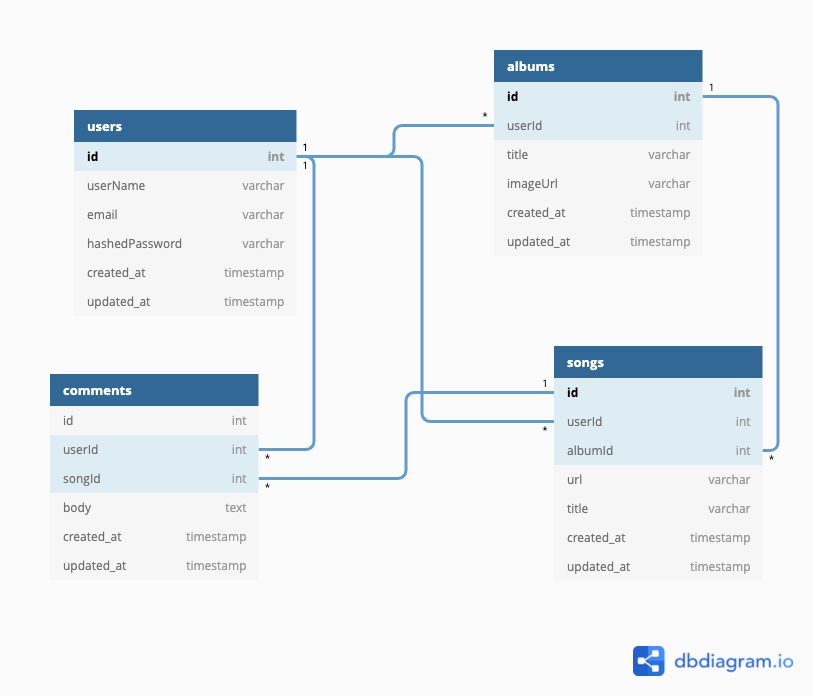 albums
id int
userId int
title varchar
imageUrl varchar
created_at timestamp
updated_at timestamp
1
*
users
id int
userName varchar
email varchar
hashedPassword varchar
created_at timestamp
updated_at timestamp
1
1
songs
id int
userId int
albumId int
url varchar
title varchar
created_at timestamp
updated_at timestamp
1
*
*
comments
id int
userId int
songId int
body text
created_at timestamp
updated_at timestamp
*
*
dbdiagram.io